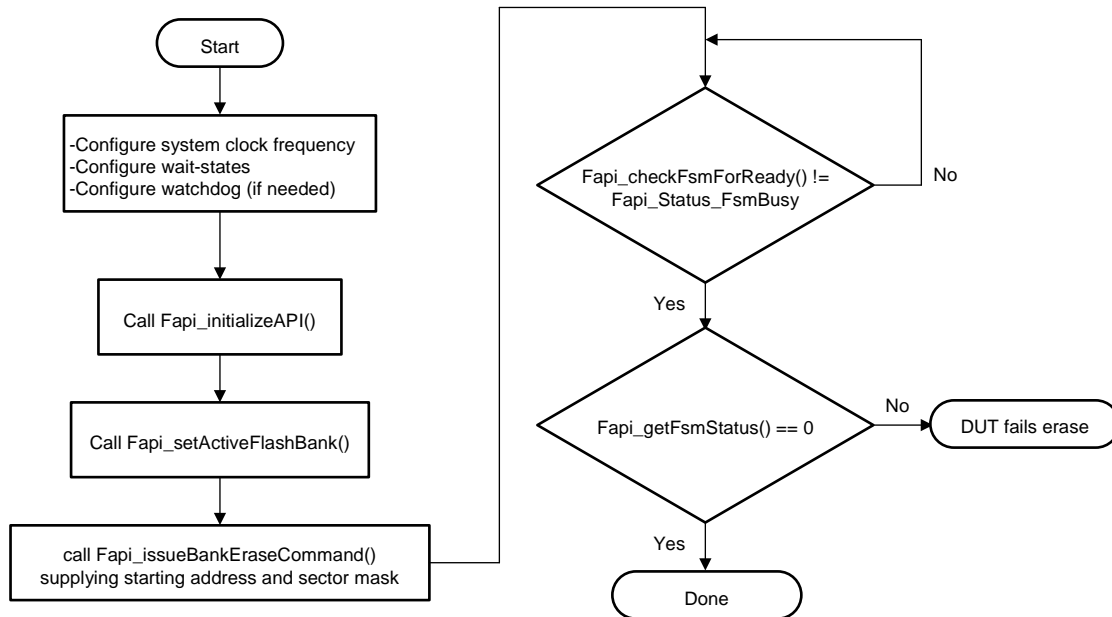 Start
-Configure system clock frequency
-Configure wait-states
-Configure watchdog (if needed)
Call Fapi_initializeAPI()
Call Fapi_setActiveFlashBank()
call Fapi_issueBankEraseCommand()
supplying starting address and sector mask
Fapi_checkFsmForReady() !=
Fapi_Status_FsmBusy
No
Yes
Fapi_getFsmStatus() == 0
No
DUT fails erase
Yes
Done